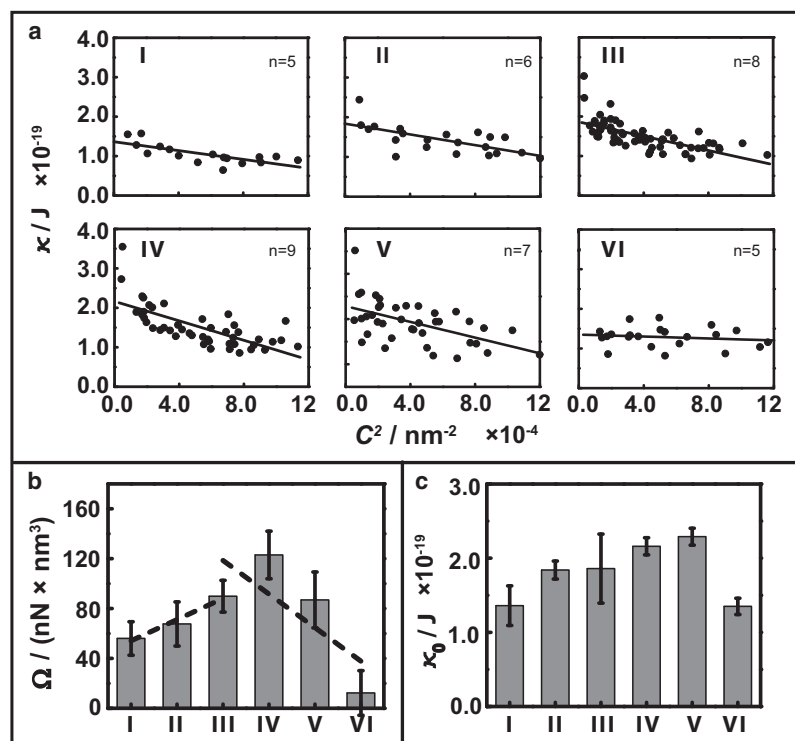 a
κ / J ×10⁻¹⁹
4.0
3.0
2.0
1.0
0.0
I
n=5
II
n=6
III
n=8
4.0
3.0
2.0
1.0
0.0
IV
n=9
V
n=7
VI
n=5
0.0 4.0 8.0 12
0.0 4.0 8.0 12
0.0 4.0 8.0 12
C² / nm⁻² ×10⁻⁴
b
Ω / (nN × nm³)
160
120
80
40
0
I II III IV V VI
c
κ₀ / J ×10⁻¹⁹
3.0
2.0
1.0
0.0
I II III IV V VI